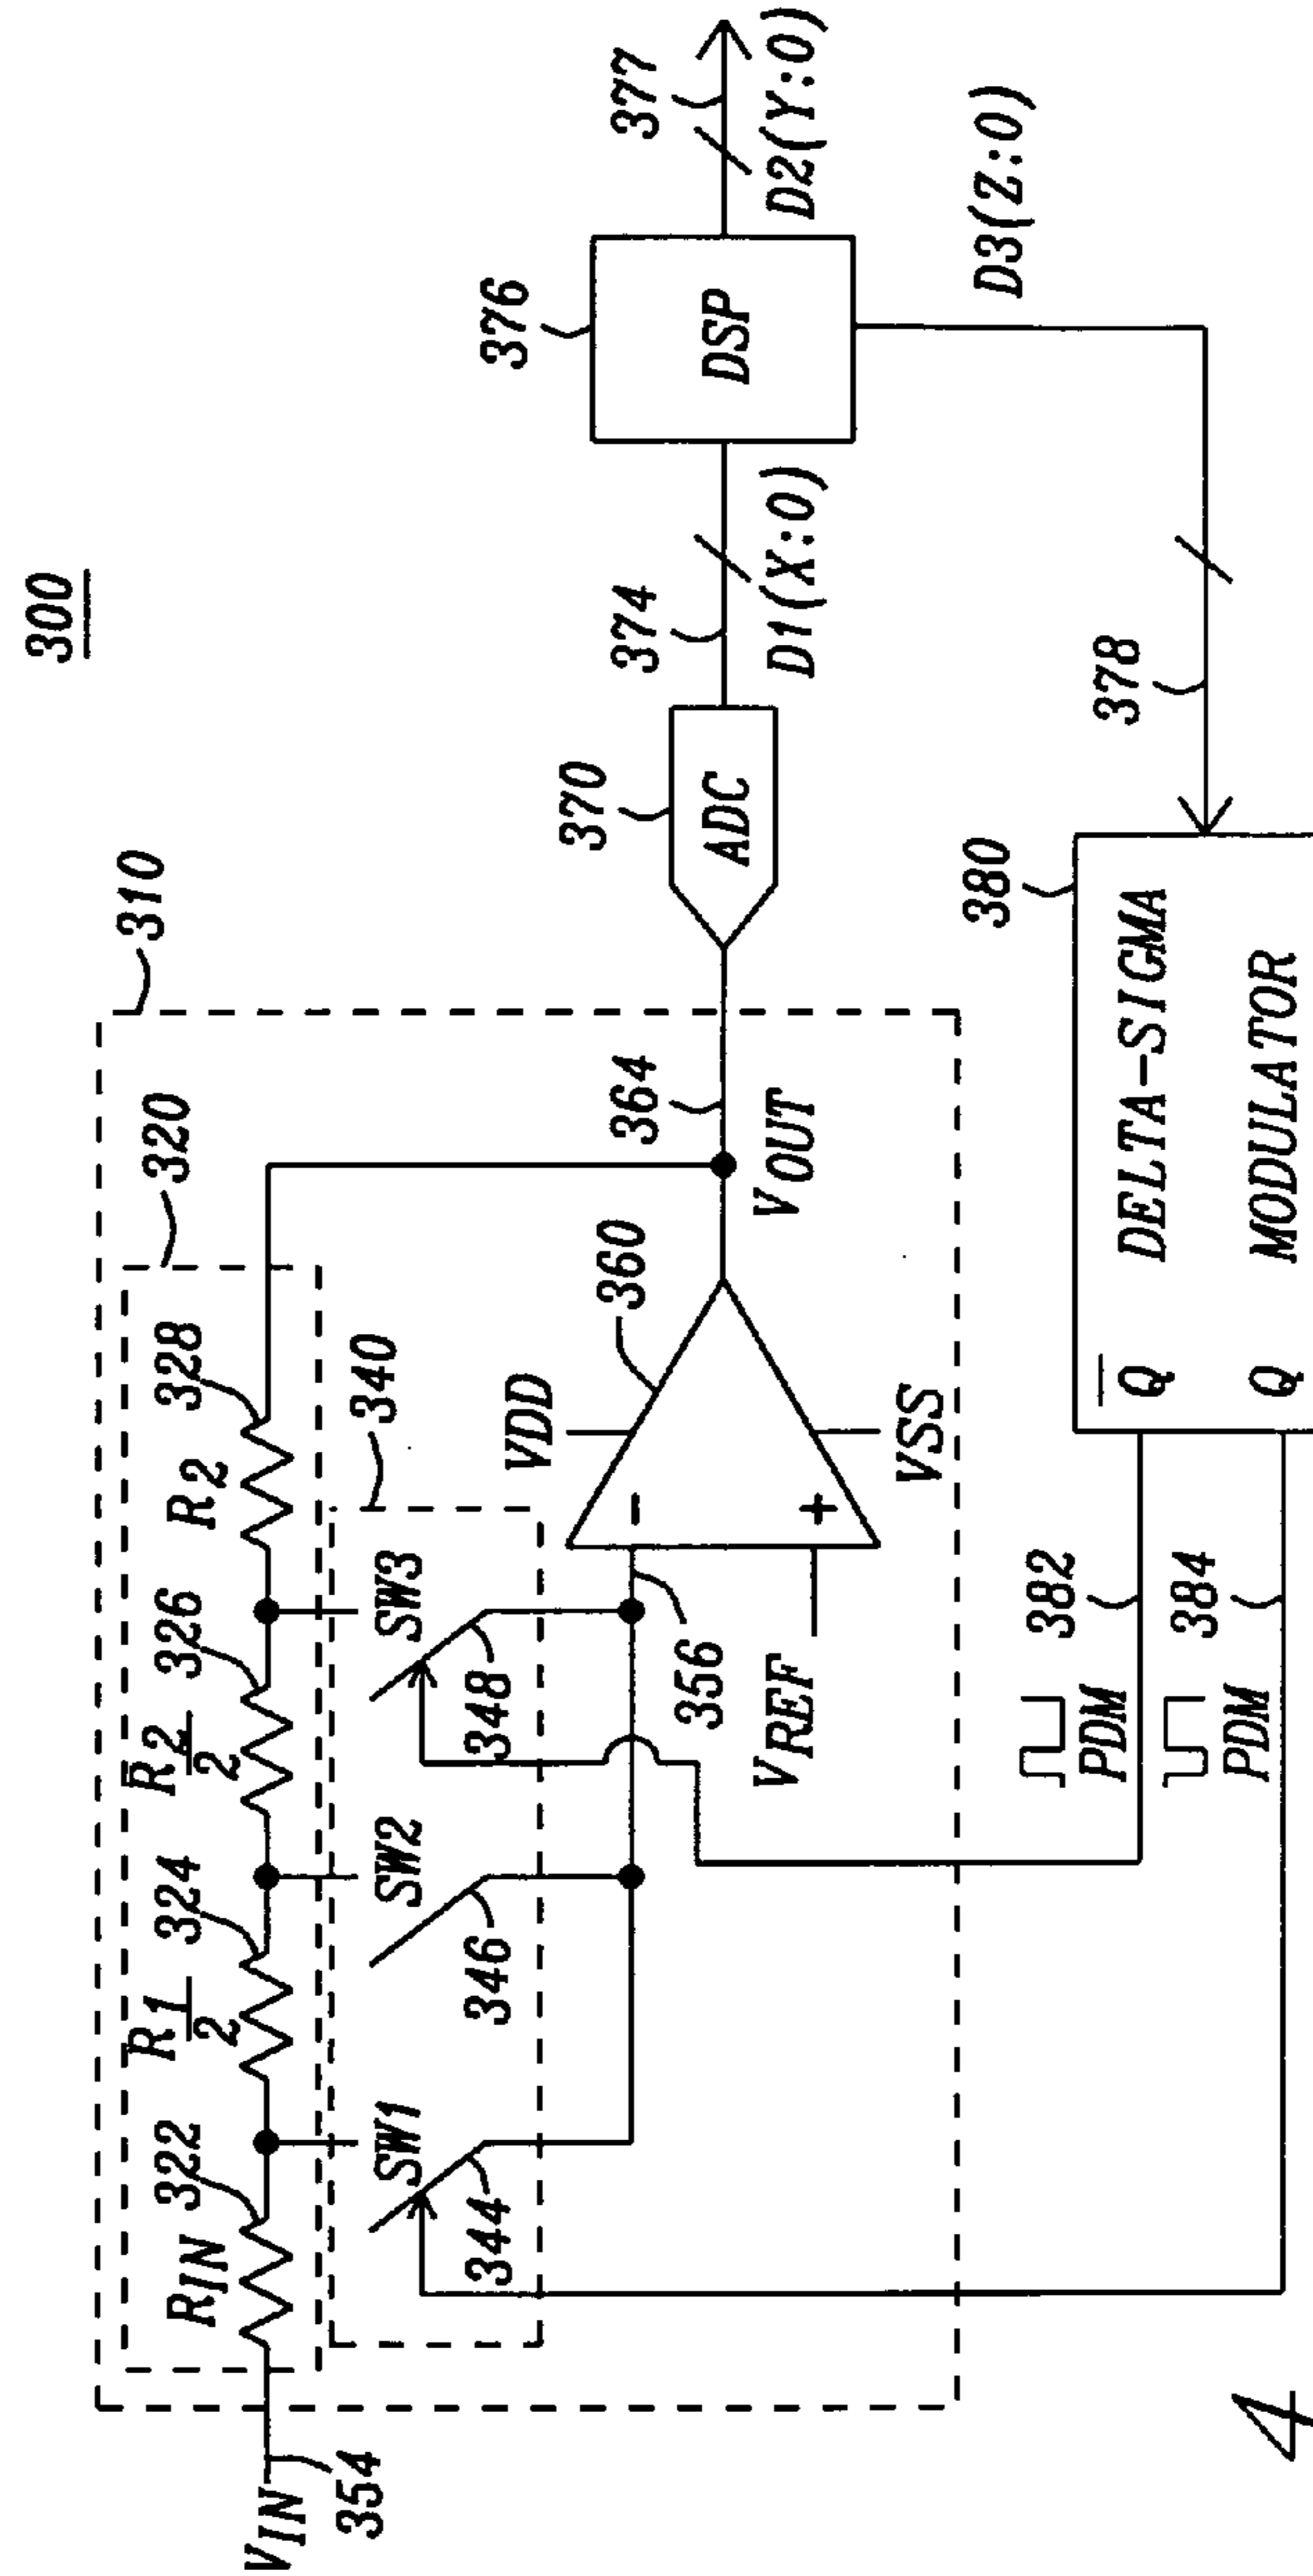 300
310
320
RIN
322
R1
2
324
R2
2
326
R2
328
VIN
354
340
SW1
344
SW2
346
SW3
348
VDD
360
-
+
VSS
356
VREF
364
VOUT
370
ADC
374
D1(X:0)
376
DSP
377
D2(Y:0)
D3(Z:0)
378
380
Q
DELTA-SIGMA
Q
MODULATOR
382
PDM
384
PDM
4